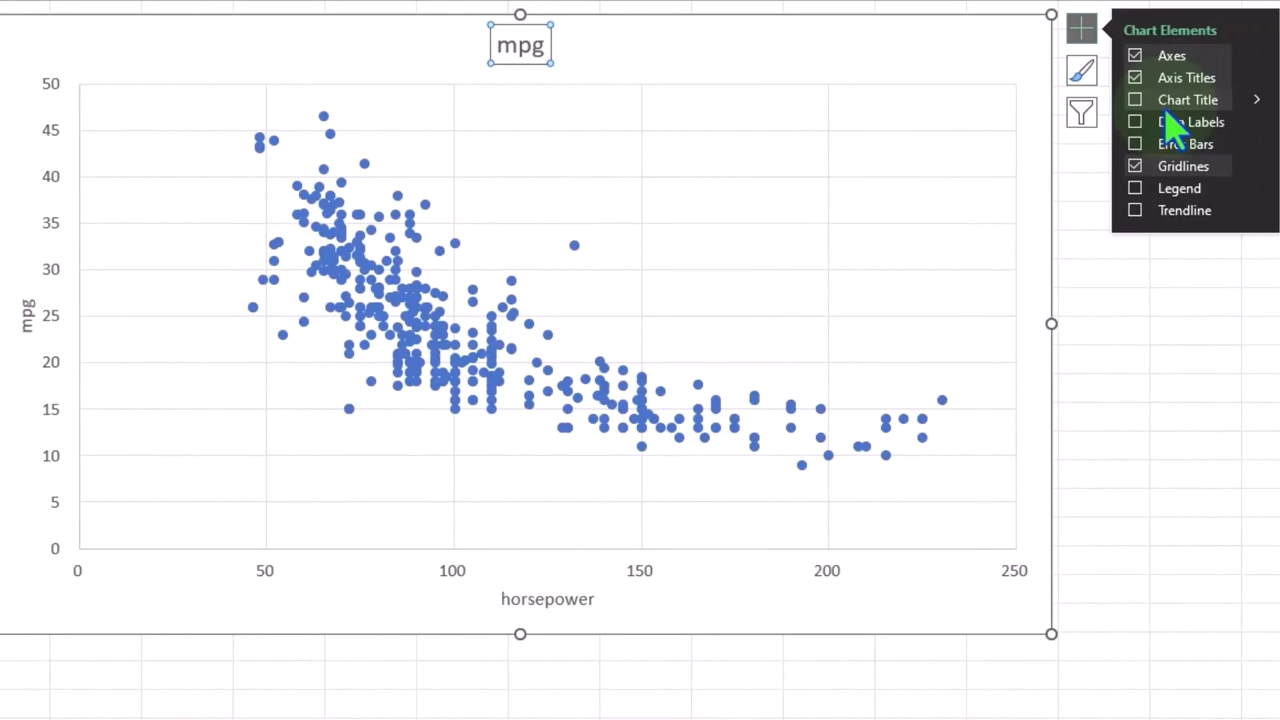 mpg
Chart Elements
Axes
Axis Titles
Chart Title
Labels
Bars
Gridlines
Legend
Trendline
50
45
40
35
30
25
20
15
10
5
0
mpg
0 50 100 150 200 250
horsepower